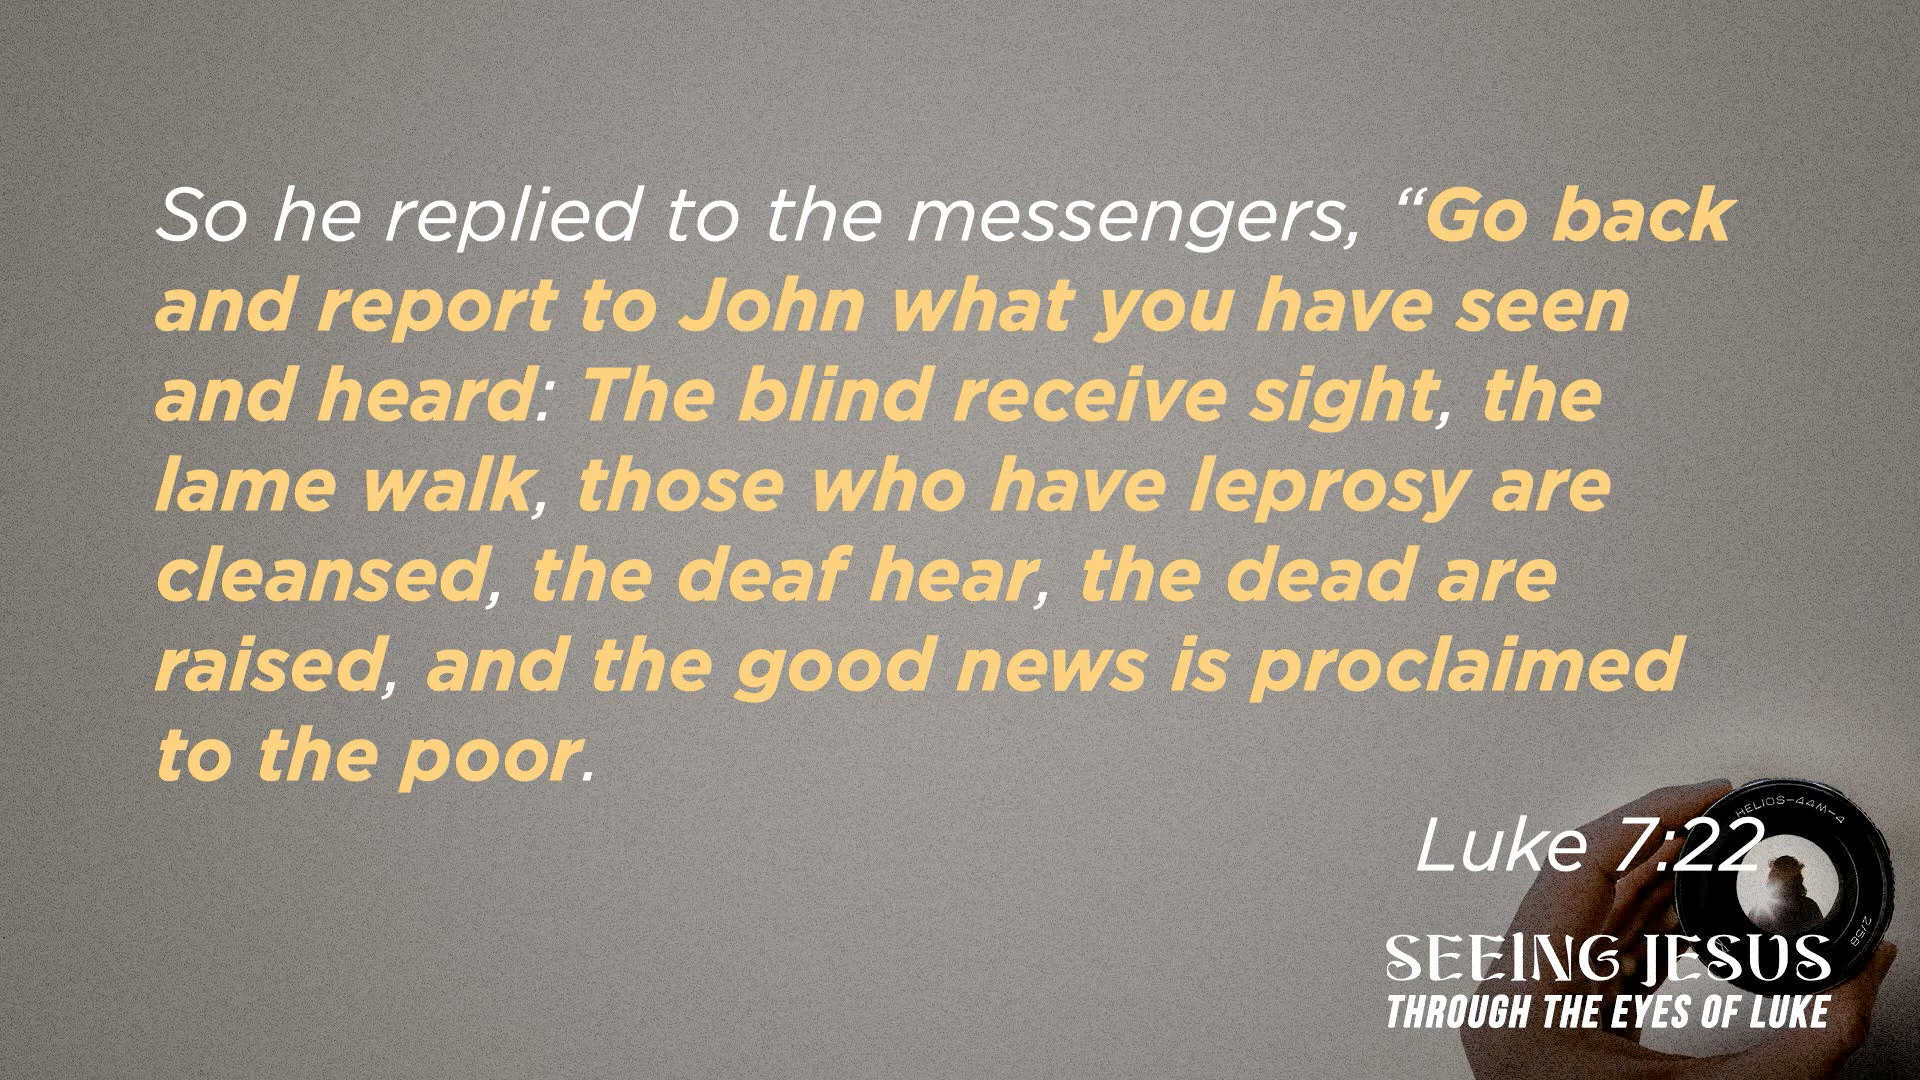 So he replied to the messengers, “Go back
and report to John what you have seen
and heard: The blind receive sight, the
lame walk, those who have leprosy are
cleansed, the deaf hear, the dead are
raised, and the good news is proclaimed
to the poor.
HELIOS-44M-4
Luke 7:22
2/58
SEEING JESUS
THROUGH THE EYES OF LUKE